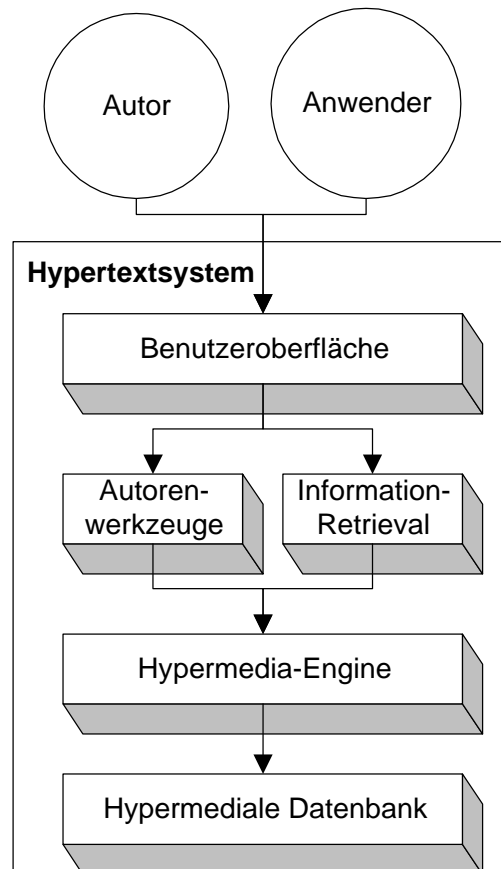 Autor
Anwender
Hypertextsystem
Benutzeroberfläche
Autoren-
werkzeuge
Information-
Retrieval
Hypermedia-Engine
Hypermediale Datenbank